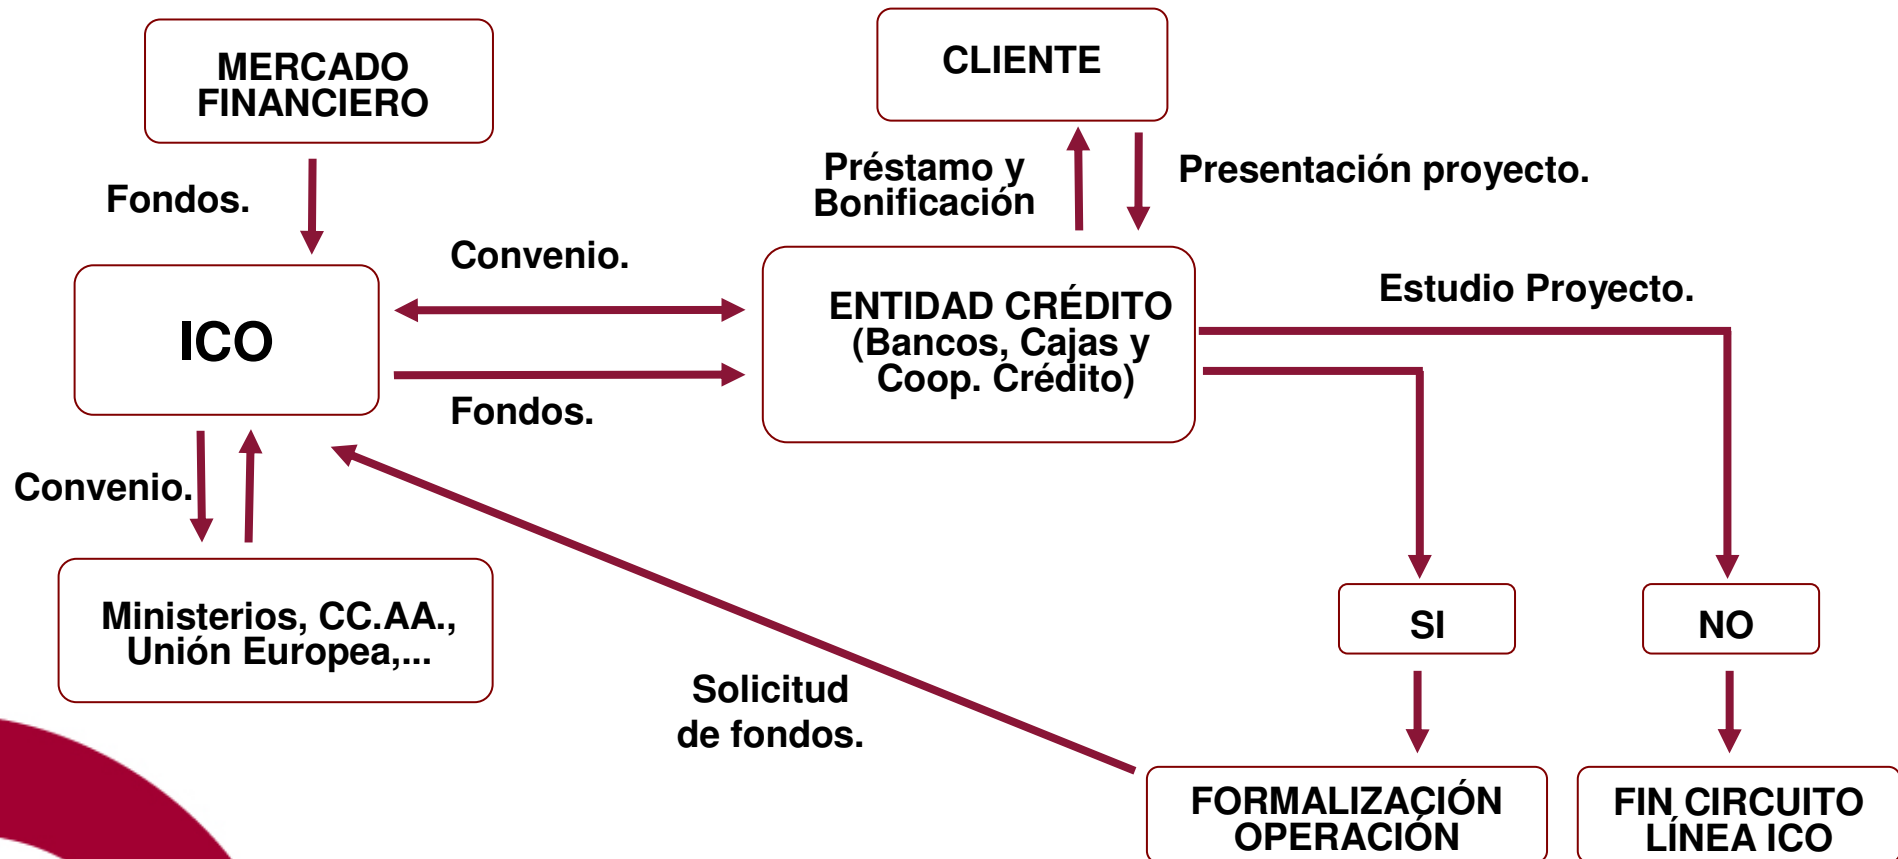 MERCADO
FINANCIERO
CLIENTE
Fondos.
Préstamo y
Bonificación
Presentación proyecto.
Convenio.
ICO
ENTIDAD CRÉDITO
(Bancos, Cajas y
Coop. Crédito)
Estudio Proyecto.
Fondos.
Convenio.
Ministerios, CC.AA.,
Unión Europea,...
SI
NO
Solicitud
de fondos.
FORMALIZACIÓN
OPERACIÓN
FIN CIRCUITO
LÍNEA ICO